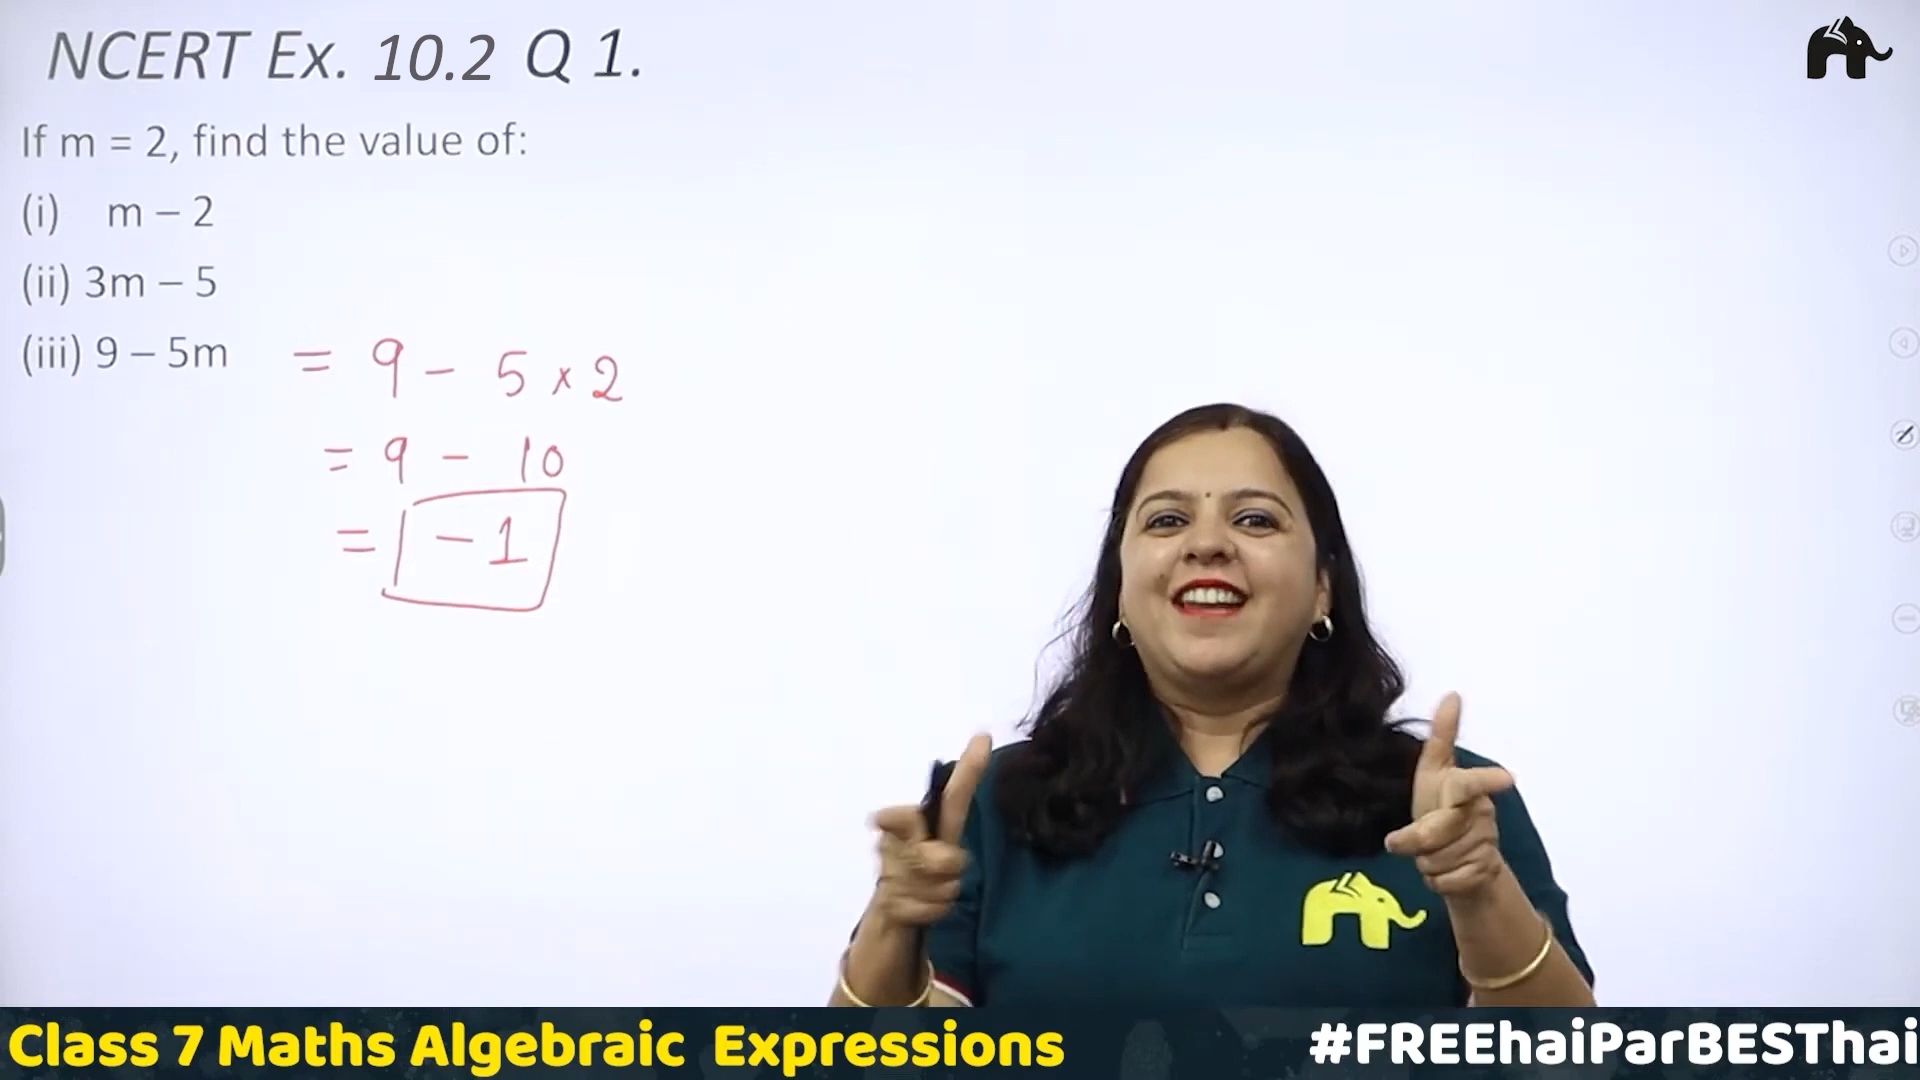 NCERT Ex. 10.2 Q 1.
If m = 2, find the value of:
(i) m – 2
(ii) 3m – 5
(iii) 9 – 5m = 9 - 5 × 2
= 9 - 10
= - 1
Class 7 Maths Algebraic Expressions
#FREEhaiParBESThai